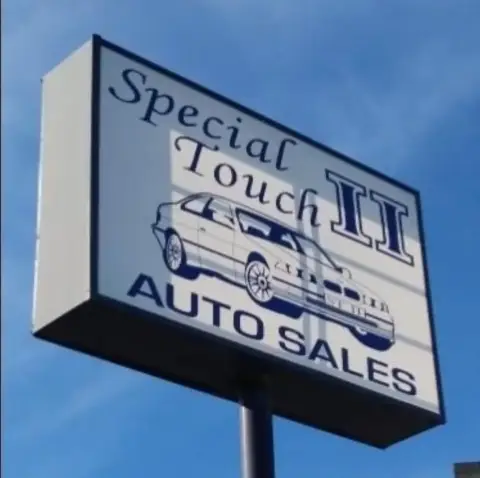 Special
Touch II
AUTO SALES